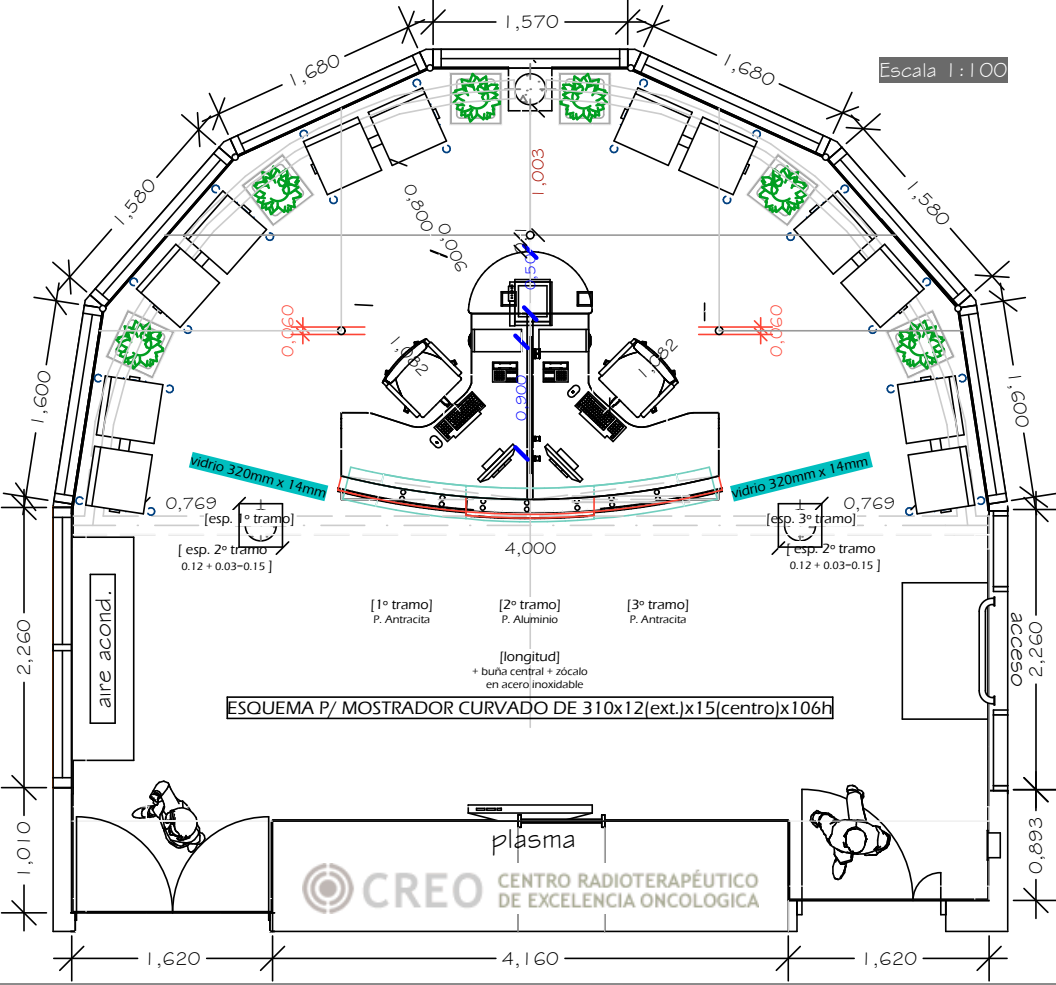 1,570
1,680
1,680
Escala 1:100
1,003
1,580
1,580
0,800
0,006
0,50
0,060
0,060
1,082
1,082
1,600
1,600
0,900
vidrio 320mm x 14mm
vidrio 320mm x 14mm
0,769
0,769
[esp. 1º tramo]
[esp. 3º tramo]
[ esp. 2º tramo
0.12 + 0.03-0.15 ]
4,000
[ esp. 2º tramo
0.12 + 0.03-0.15 ]
[1º tramo]
P. Antracita
[2º tramo]
P. Aluminio
[3º tramo]
P. Antracita
2,260
aire acond.
acceso
2,260
[longitud]
+ buña central + zócalo
en acero inoxidable
ESQUEMA P/ MOSTRADOR CURVADO DE 310x12(ext.)x15(centro)x106h
1,010
plasma
0,893
CREO
CENTRO RADIOTERAPÉUTICO
DE EXCELENCIA ONCOLOGICA
1,620
4,160
1,620